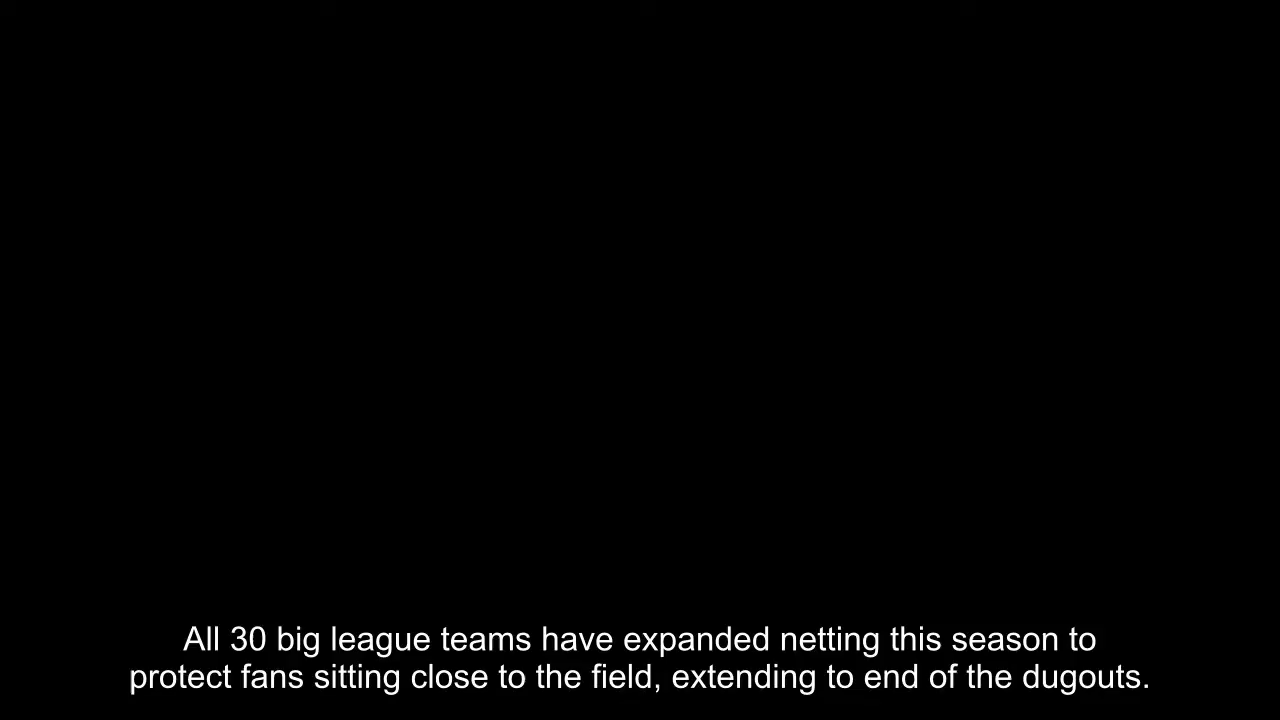 All 30 big league teams have expanded netting this season to
protect fans sitting close to the field, extending to end of the dugouts.